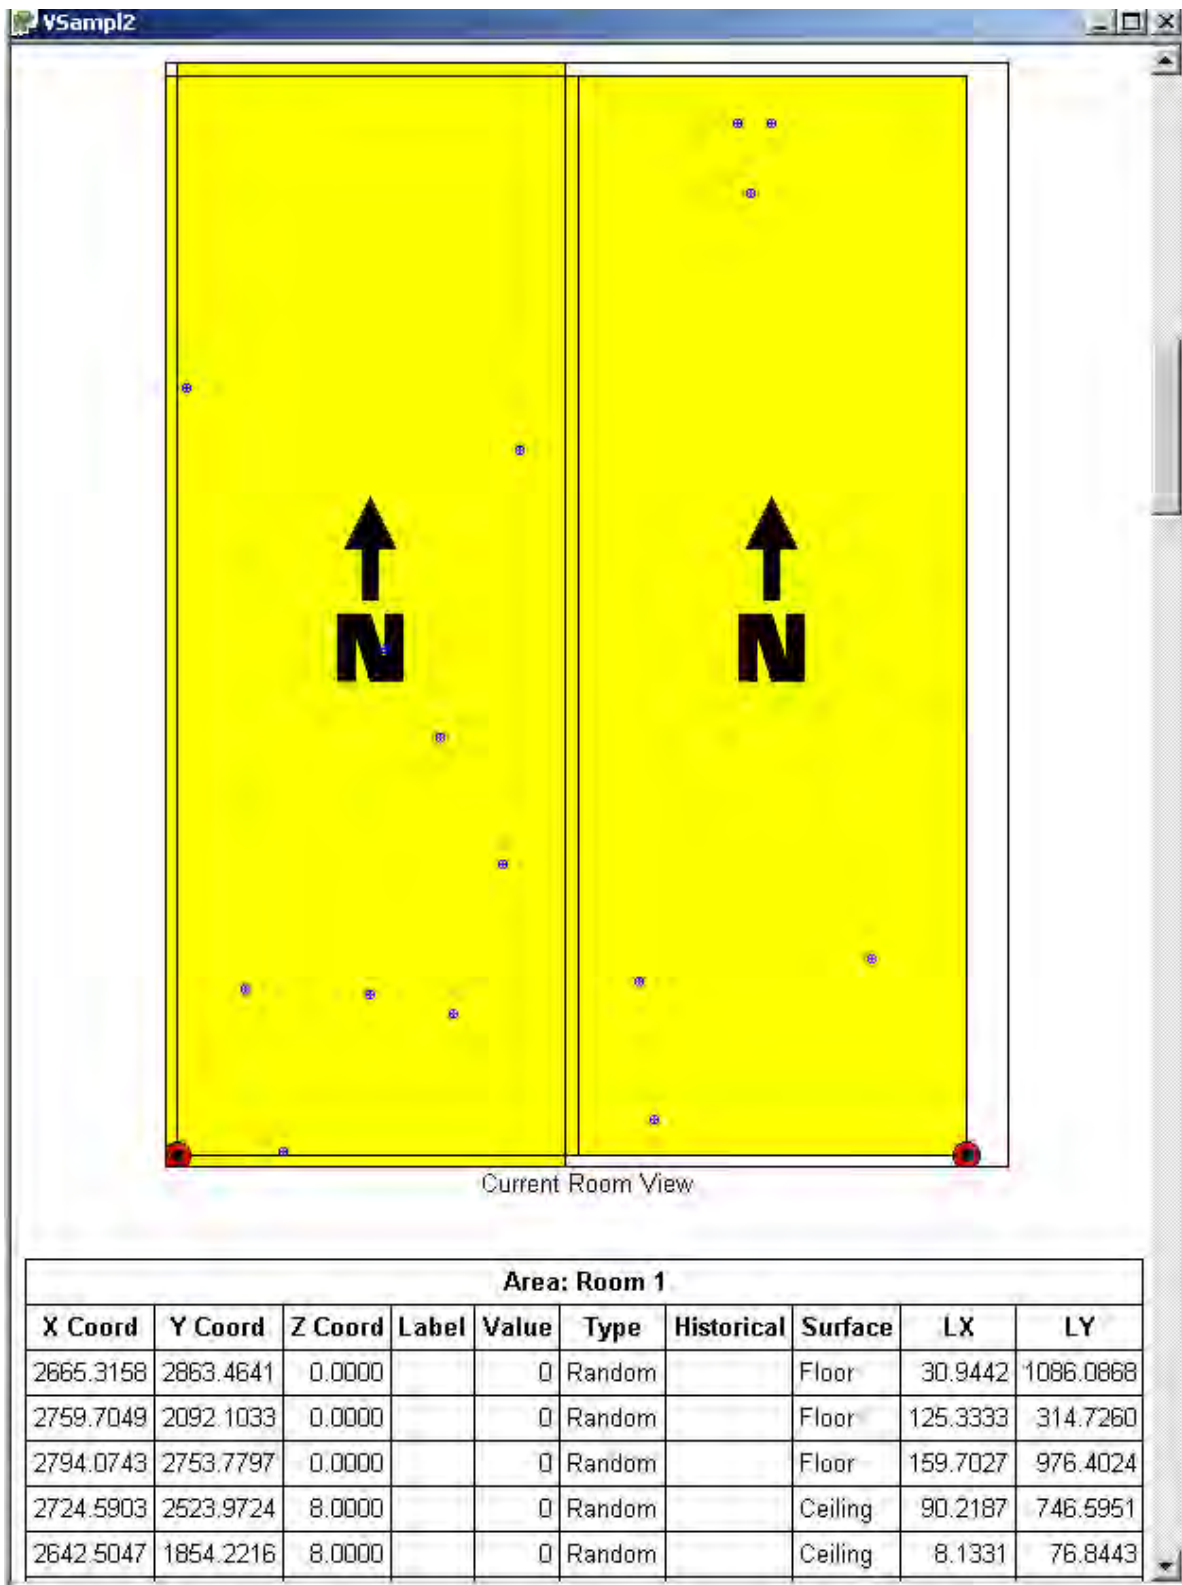 VSampl2
N N
Current Room View
Area: Room 1
X Coord Y Coord Z Coord Label Value Type Historical Surface LX LY
2665.3158 2863.4641 0.0000 0 Random Floor 30.9442 1086.0868
2759.7049 2092.1033 0.0000 0 Random Floor 125.3333 314.7260
2794.0743 2753.7797 0.0000 0 Random Floor 159.7027 976.4024
2724.5903 2523.9724 8.0000 0 Random Ceiling 90.2187 746.5951
2642.5047 1854.2216 8.0000 0 Random Ceiling 8.1331 76.8443